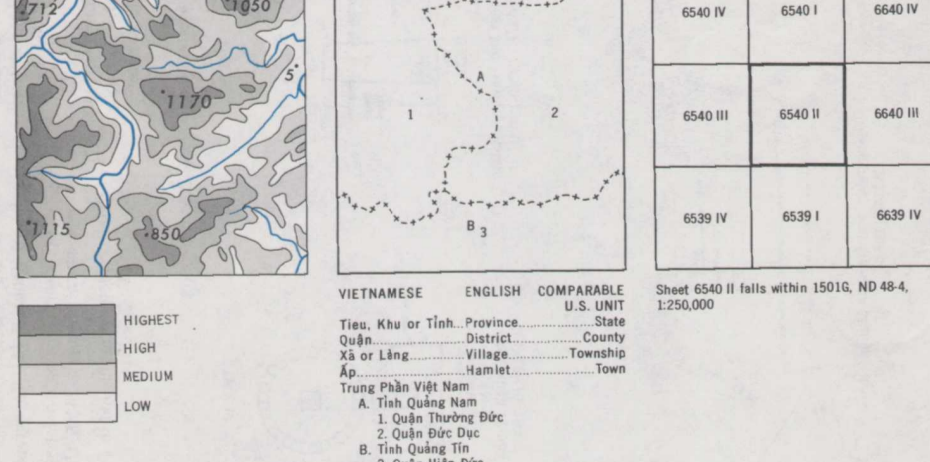 712
1050
5
1170
1115
850
HIGHEST
HIGH
MEDIUM
LOW
A
1
2
B 3
VIETNAMESE ENGLISH COMPARABLE
U.S. UNIT
Tieu, Khu or Tỉnh...Province...............State
Quận....................District..............County
Xã or Làng............Village...........Township
Ấp........................Hamlet................Town
Trung Phần Việt Nam
A. Tỉnh Quảng Nam
1. Quận Thường Đức
2. Quận Đức Dục
B. Tỉnh Quảng Tín
6540 IV 6540 I 6640 IV
6540 III 6540 II 6640 III
6539 IV 6539 I 6639 IV
Sheet 6540 II falls within 1501G, ND 48-4,
1:250,000